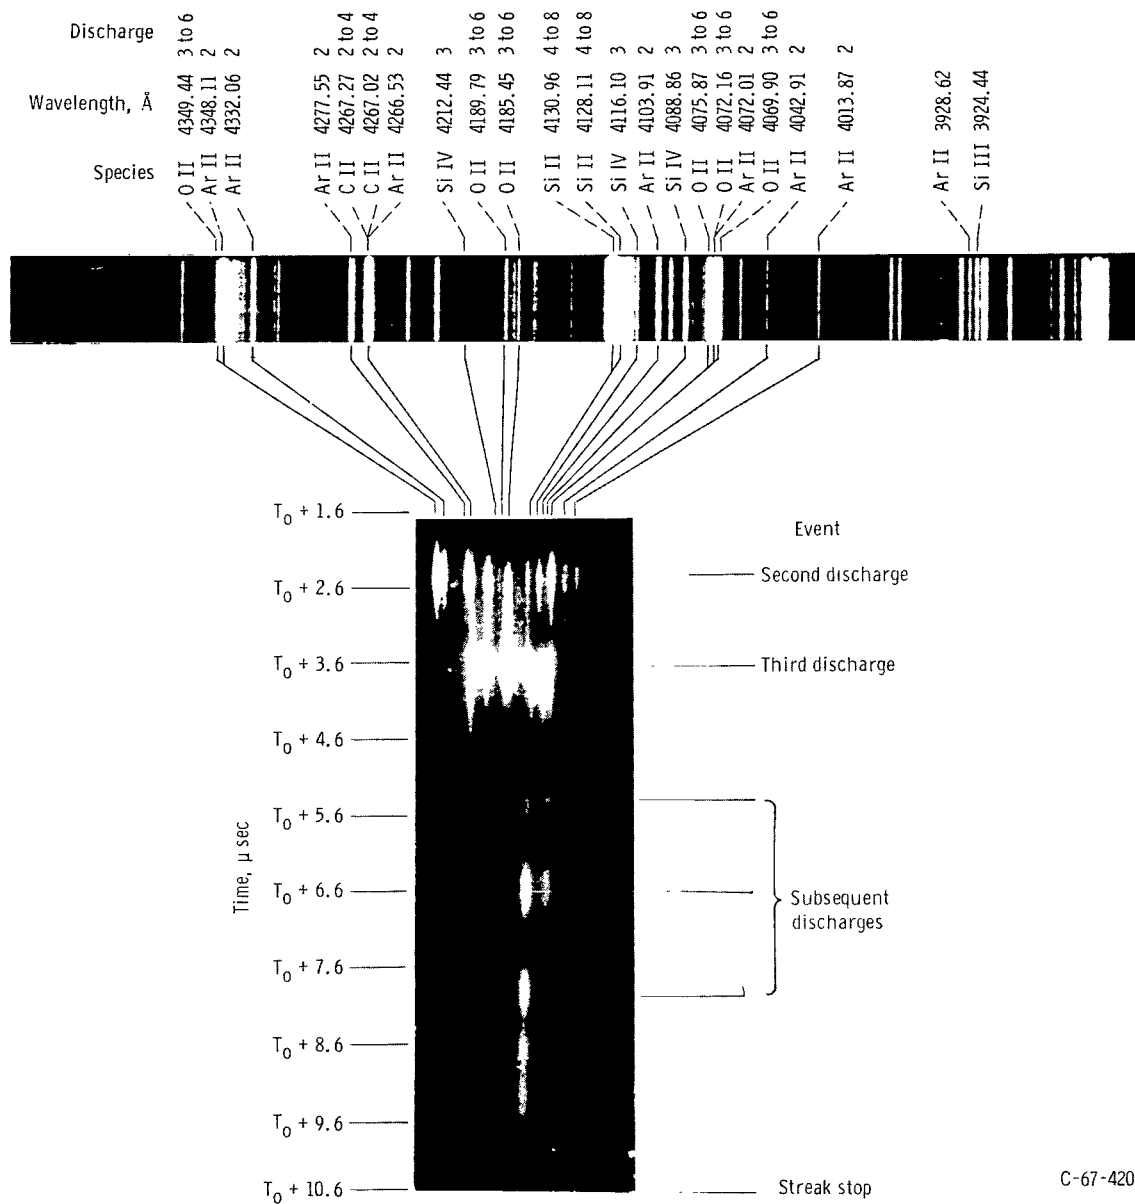 Discharge
3 to 6
2
2
2
2 to 4
2 to 4
2
3
3 to 6
3 to 6
4 to 8
4 to 8
3
2
3
3 to 6
3 to 6
2
3 to 6
2
2
Wavelength, Å
4349.44
4348.11
4332.06
4277.55
4267.27
4267.02
4266.53
4212.44
4189.79
4185.45
4130.96
4128.11
4116.10
4103.91
4088.86
4075.87
4072.16
4072.01
4069.90
4042.91
4013.87
3928.62
3924.44
Species
O II
Ar II
Ar II
Ar II
C II
C II
Ar II
Si IV
O II
O II
Si II
Si II
Si IV
Ar II
Si IV
O II
O II
Ar II
O II
Ar II
Ar II
Ar II
Si III
T0 + 1.6
Event
Second discharge
T0 + 2.6
T0 + 3.6
Third discharge
T0 + 4.6
T0 + 5.6
Time, μsec
T0 + 6.6
Subsequent
discharges
T0 + 7.6
T0 + 8.6
T0 + 9.6
T0 + 10.6
Streak stop
C-67-420